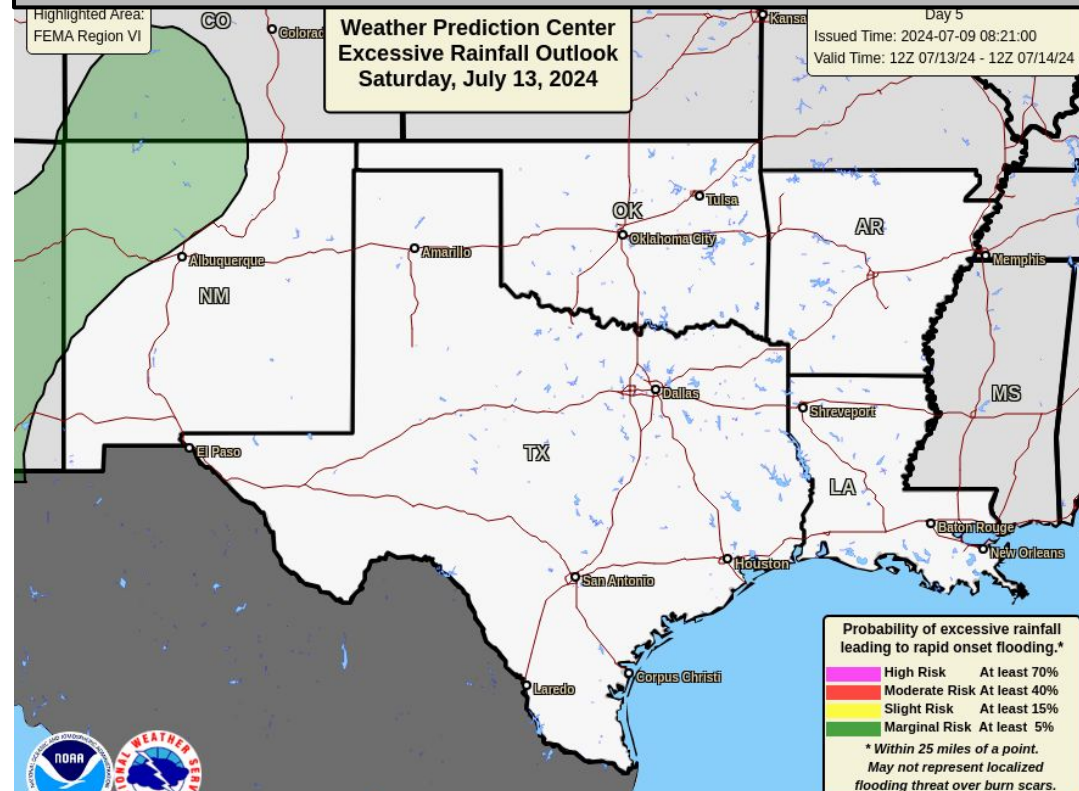 Highlighted Area:
FEMA Region VI
Weather Prediction Center
Excessive Rainfall Outlook
Saturday, July 13, 2024
Day 5
Issued Time: 2024-07-09 08:21:00
Valid Time: 12Z 07/13/24 - 12Z 07/14/24
CO
Colorad
Kansa
Tulsa
OK
Oklahoma City
AR
Amarillo
Albuquerque
Memphis
NM
Dallas
MS
Shreveport
El Paso
TX
LA
Baton Rouge
New Orleans
Houston
San Antonio
Corpus Christi
Laredo
Probability of excessive rainfall
leading to rapid onset flooding.*
High Risk At least 70%
Moderate Risk At least 40%
Slight Risk At least 15%
Marginal Risk At least 5%
* Within 25 miles of a point.
May not represent localized
flooding threat over burn scars.
NOAA
ONAL WEATHER SERV